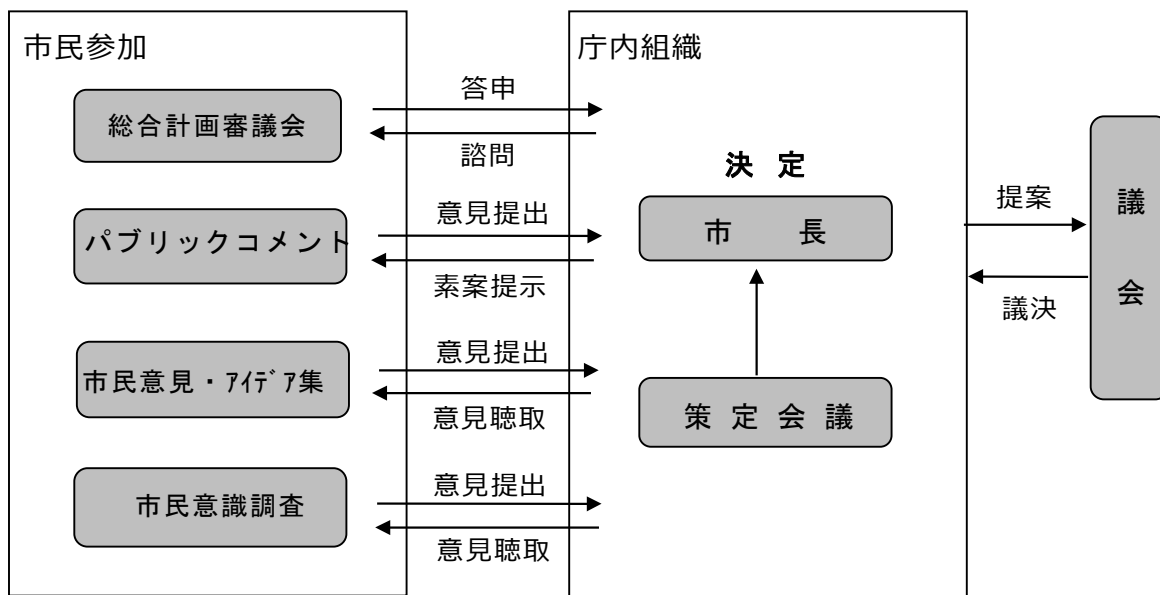 市民参加
総合計画審議会
パブリックコメント
市民意見・ｱｲﾃﾞｱ集
市民意識調査
答申
諮問
意見提出
素案提示
意見提出
意見聴取
意見提出
意見聴取
庁内組織
決 定
市 長
策 定 会 議
提案
議決
議
会